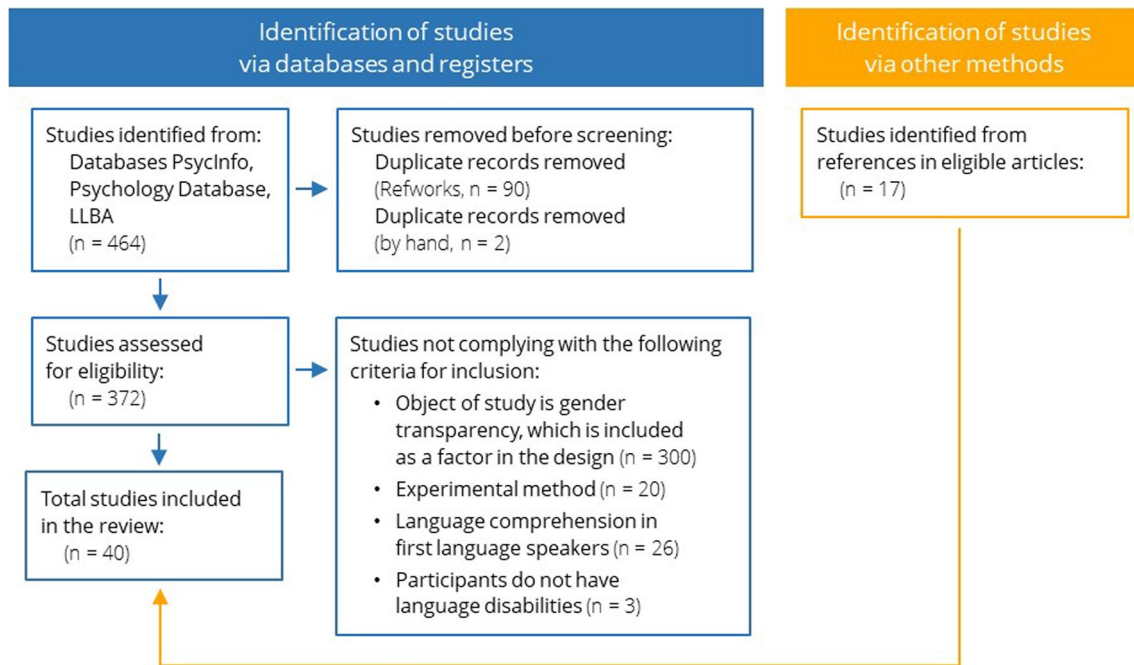 Identification of studies
via databases and registers
Identification of studies
via other methods
Studies identified from:
Databases PsycInfo,
Psychology Database,
LLBA
(n = 464)
Studies removed before screening:
Duplicate records removed
(Refworks, n = 90)
Duplicate records removed
(by hand, n = 2)
Studies identified from
references in eligible articles:
(n = 17)
Studies assessed
for eligibility:
(n = 372)
Studies not complying with the following
criteria for inclusion:
• Object of study is gender
transparency, which is included
as a factor in the design (n = 300)
• Experimental method (n = 20)
• Language comprehension in
first language speakers (n = 26)
• Participants do not have
language disabilities (n = 3)
Total studies included
in the review:
(n = 40)